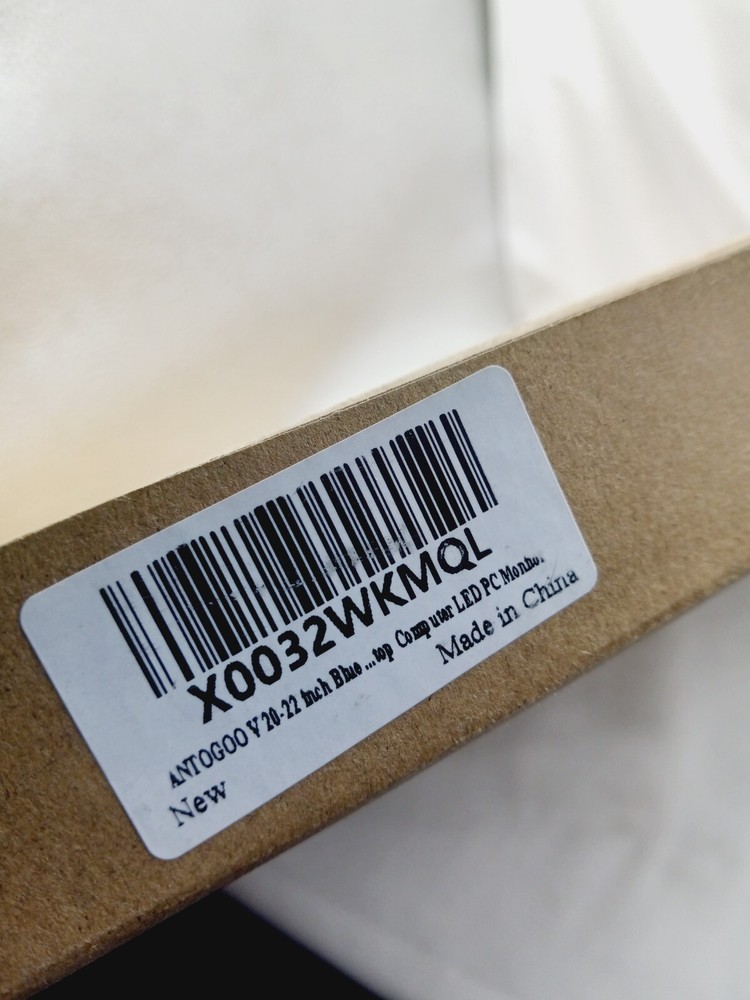 X0032WKMQL
ANTOGOO V 20-22 Inch Blue ...top Computer LED PC Monitor
New
Made in China